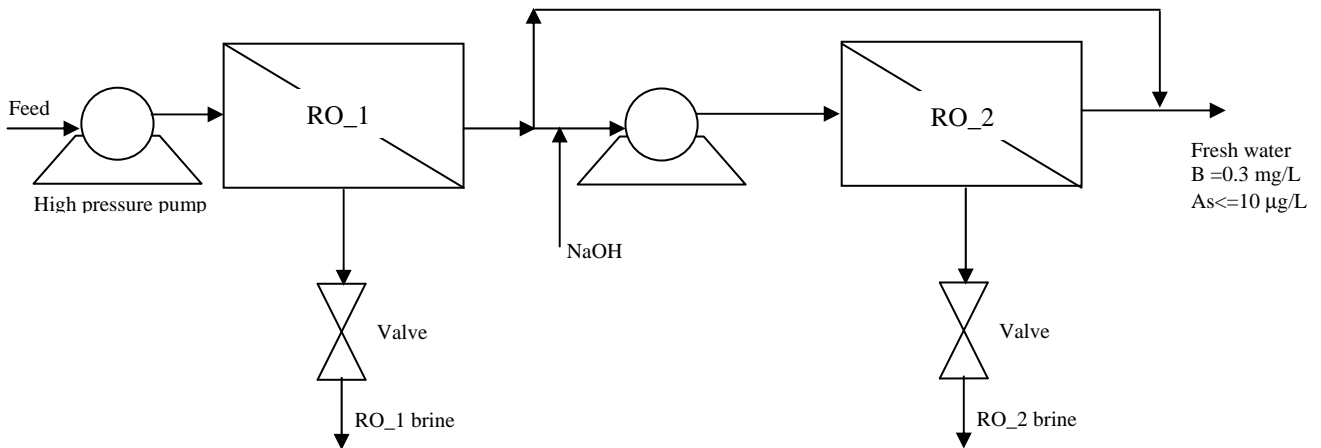 Feed
High pressure pump
RO_1
NaOH
RO_2
Fresh water
B =0.3 mg/L
As<=10 µg/L
Valve
Valve
RO_1 brine
RO_2 brine